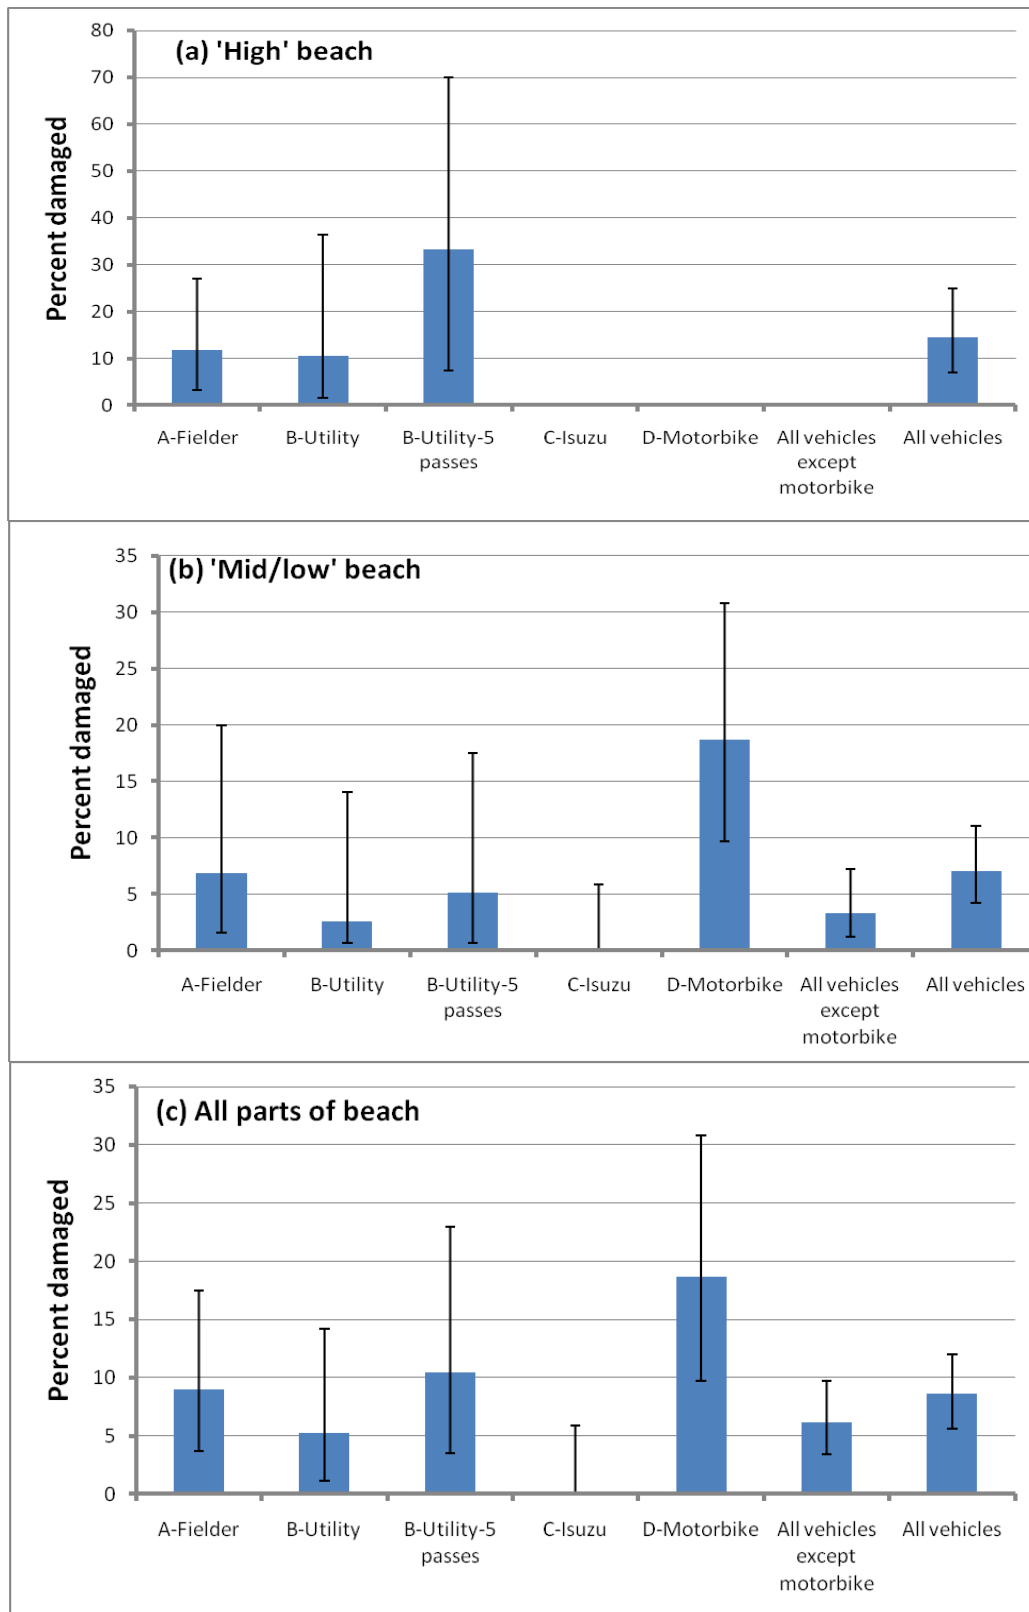 (a) 'High' beach
Percent damaged
80
70
60
50
40
30
20
10
0
A-Fielder
B-Utility
B-Utility-5
passes
C-Isuzu
D-Motorbike
All vehicles
except
motorbike
All vehicles
(b) 'Mid/low' beach
Percent damaged
35
30
25
20
15
10
5
0
A-Fielder
B-Utility
B-Utility-5
passes
C-Isuzu
D-Motorbike
All vehicles
except
motorbike
All vehicles
(c) All parts of beach
Percent damaged
35
30
25
20
15
10
5
0
A-Fielder
B-Utility
B-Utility-5
passes
C-Isuzu
D-Motorbike
All vehicles
except
motorbike
All vehicles